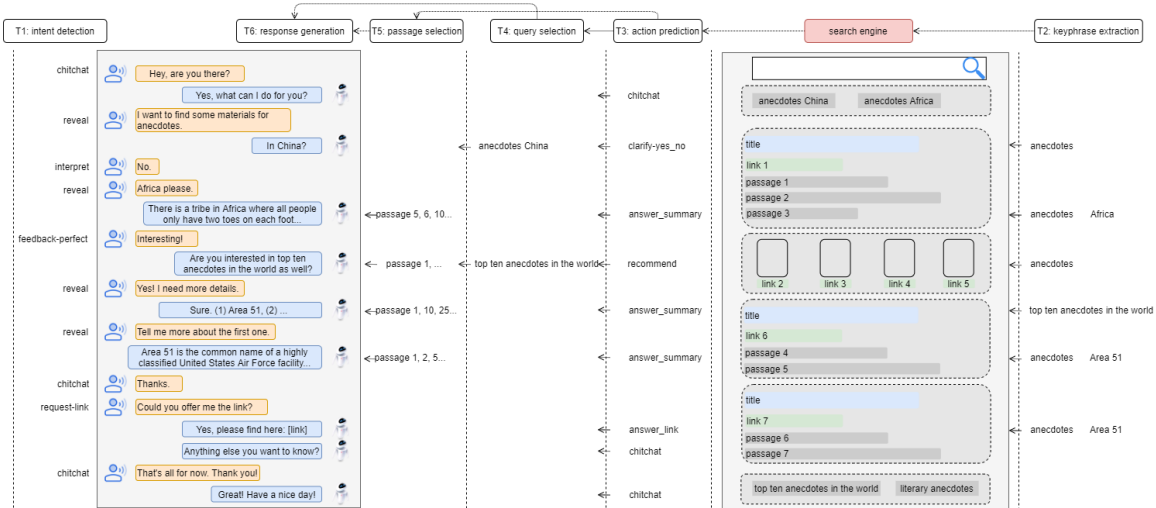 T1: intent detection
T6: response generation
T5: passage selection
T4: query selection
T3: action prediction
search engine
T2: keyphrase extraction
chitchat
Hey, are you there?
Yes, what can I do for you?
chitchat
reveal
I want to find some materials for
anecdotes.
In China?
anecdotes China
clarify-yes_no
anecdotes
interpret
No.
reveal
Africa please.
There is a tribe in Africa where all people
only have two toes on each foot...
passage 5, 6, 10...
answer_summary
anecdotes Africa
feedback-perfect
Interesting!
Are you interested in top ten
anecdotes in the world as well?
passage 1, ...
top ten anecdotes in the world
recommend
anecdotes
reveal
Yes! I need more details.
Sure. (1) Area 51, (2) ...
passage 1, 10, 25...
answer_summary
top ten anecdotes in the world
reveal
Tell me more about the first one.
Area 51 is the common name of a highly
classified United States Air Force facility...
passage 1, 2, 5...
answer_summary
anecdotes Area 51
chitchat
Thanks.
request-link
Could you offer me the link?
Yes, please find here: [link]
answer_link
anecdotes Area 51
Anything else you want to know?
chitchat
chitchat
That's all for now. Thank you!
Great! Have a nice day!
chitchat
anecdotes China
anecdotes Africa
title
link 1
passage 1
passage 2
passage 3
link 2
link 3
link 4
link 5
title
link 6
passage 4
passage 5
title
link 7
passage 6
passage 7
top ten anecdotes in the world
literary anecdotes